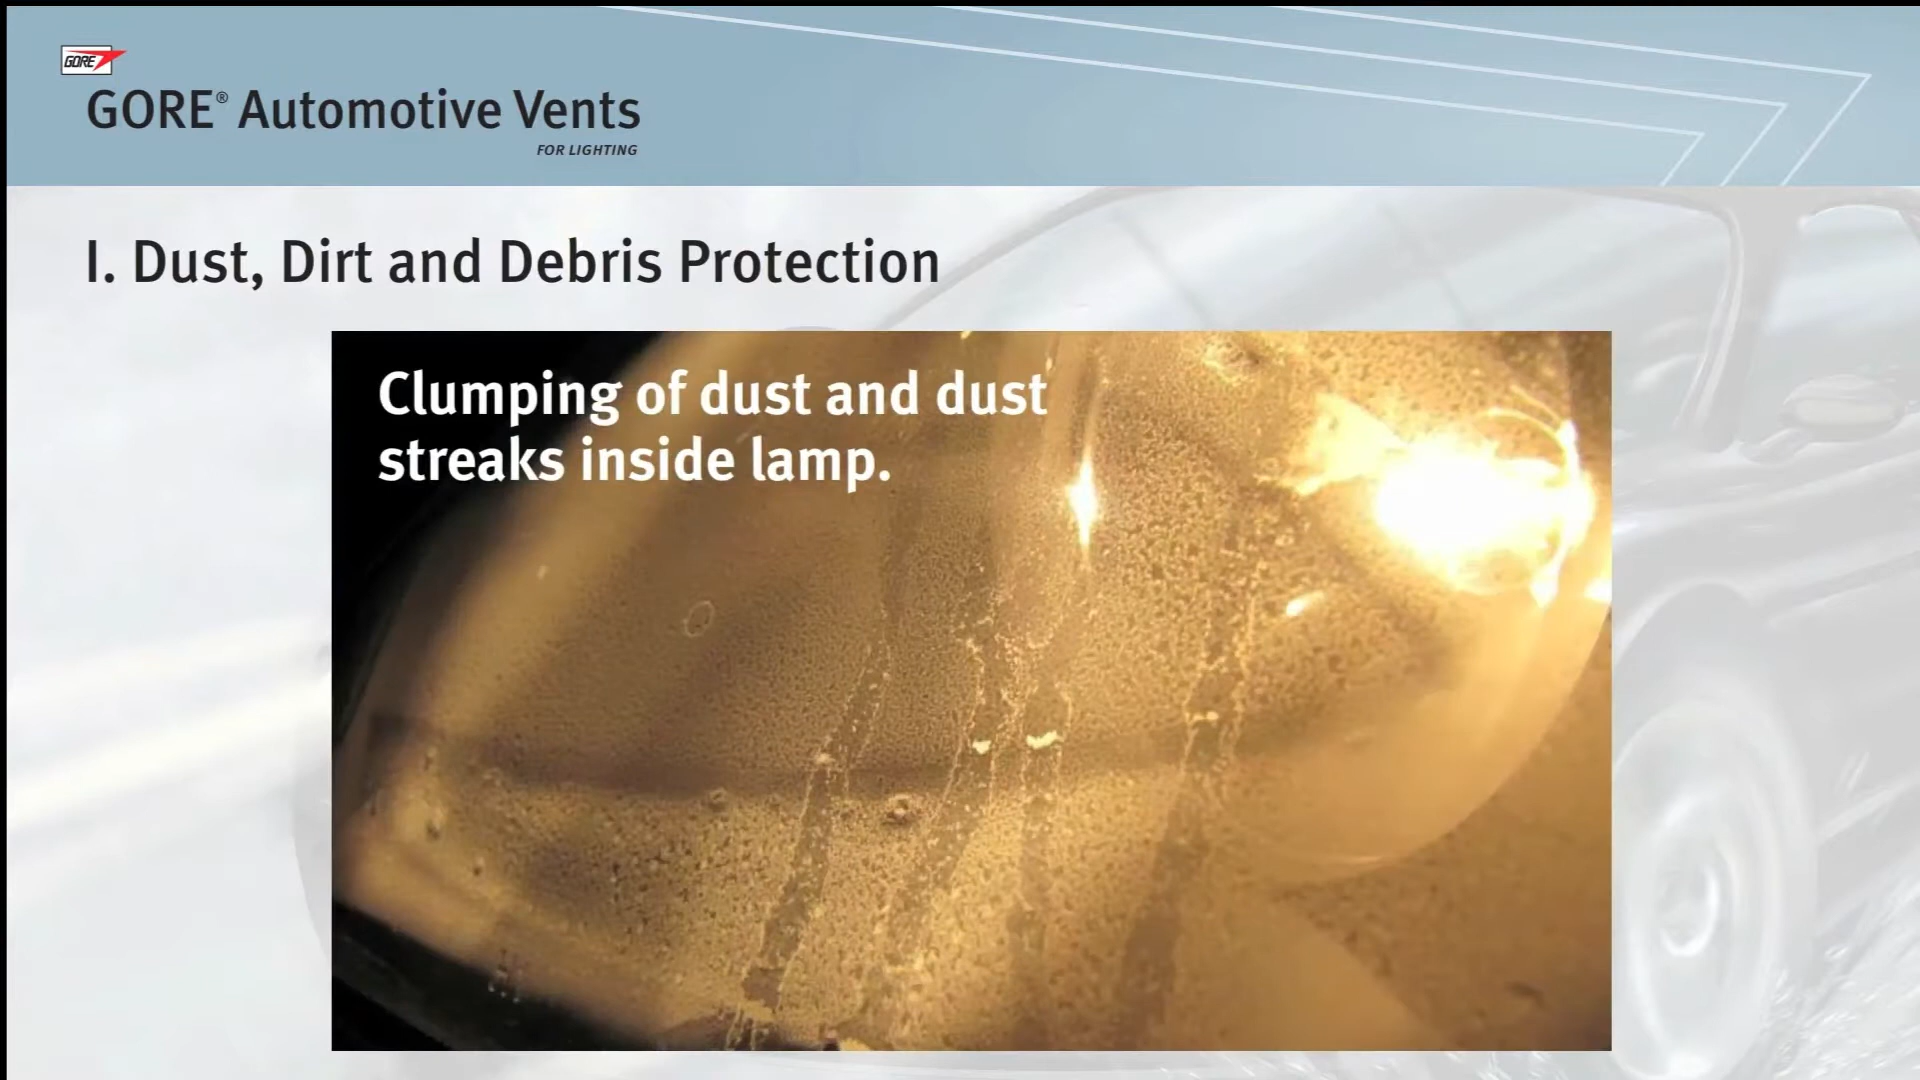 GORE
GORE® Automotive Vents
FOR LIGHTING
I. Dust, Dirt and Debris Protection
Clumping of dust and dust
streaks inside lamp.